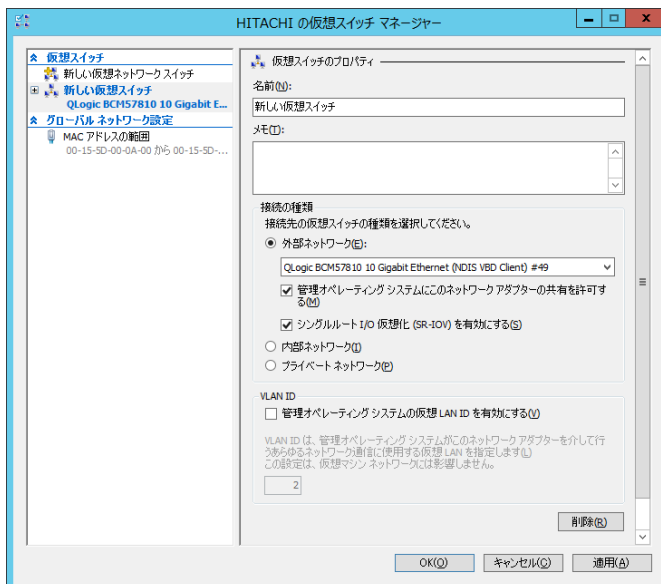 HITACHI の仮想スイッチ マネージャー
仮想スイッチ
新しい仮想ネットワーク スイッチ
新しい仮想スイッチ
QLogic BCM57810 10 Gigabit E...
グローバル ネットワーク設定
MAC アドレスの範囲
00-15-5D-00-0A-00 から 00-15-5D-...
仮想スイッチのプロパティ
名前(N):
新しい仮想スイッチ
メモ(T):
接続の種類
接続先の仮想スイッチの種類を選択してください。
外部ネットワーク(E):
QLogic BCM57810 10 Gigabit Ethernet (NDIS VBD Client) #49
管理オペレーティング システムにこのネットワーク アダプターの共有を許可す
る(M)
シングルルート I/O 仮想化 (SR-IOV) を有効にする(S)
内部ネットワーク(I)
プライベート ネットワーク(P)
VLAN ID
管理オペレーティング システムの仮想 LAN ID を有効にする(V)
VLAN ID は、管理オペレーティング システムがこのネットワーク アダプターを介して行
うあらゆるネットワーク通信に使用する仮想 LAN を指定します(L)
この設定は、仮想マシン ネットワークには影響しません。
2
削除(R)
OK(O)
キャンセル(C)
適用(A)